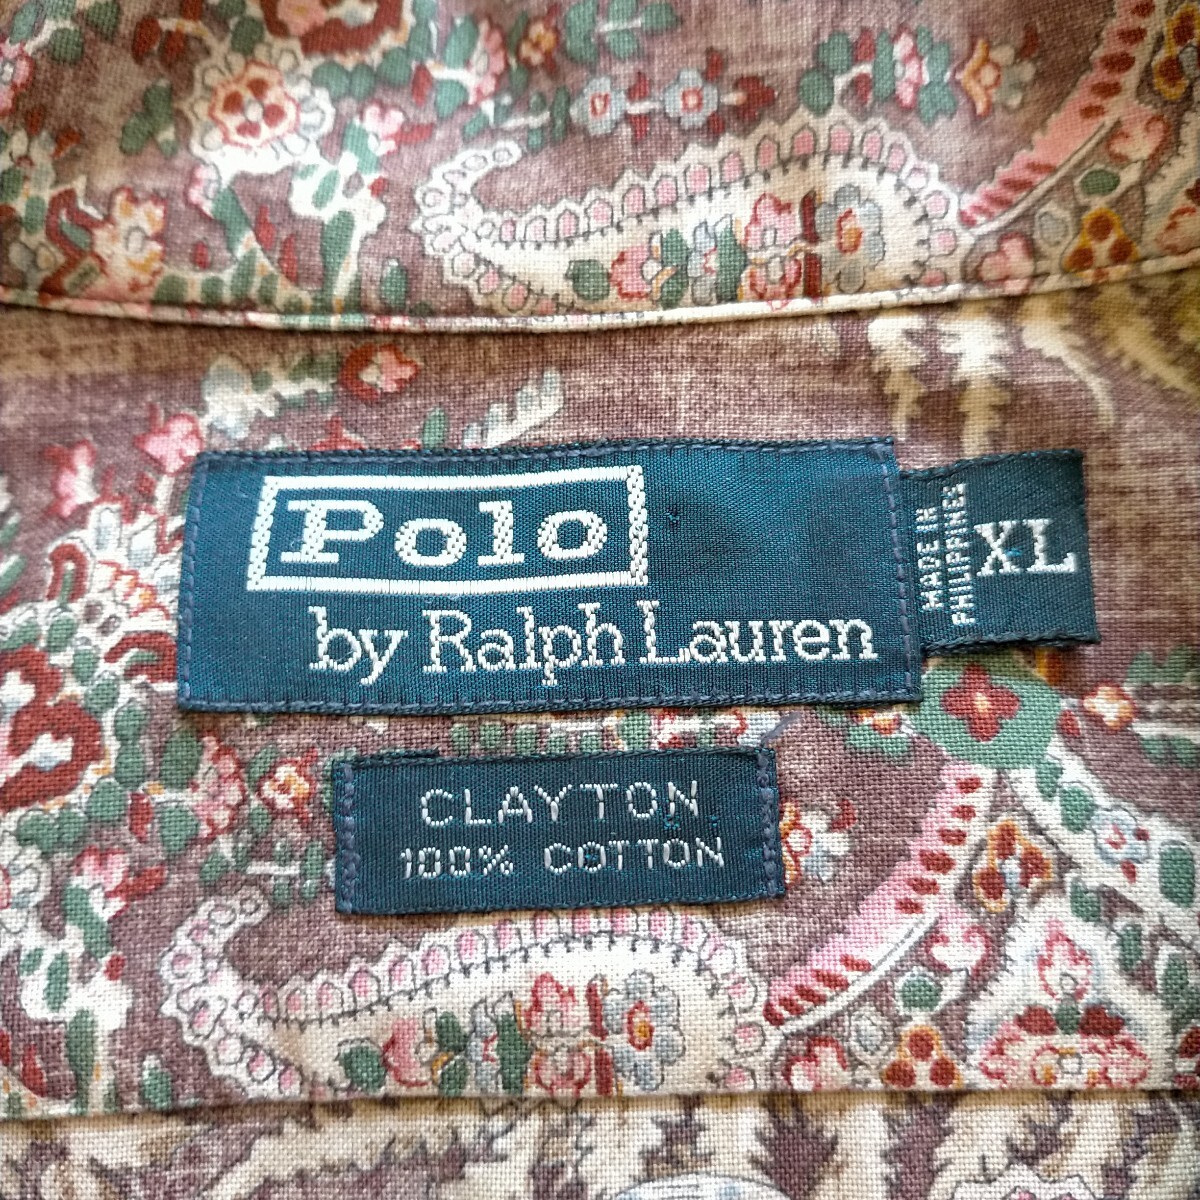 Polo
by Ralph Lauren
MADE IN
PHILIPPINES
XL
CLAYTON
100% COTTON